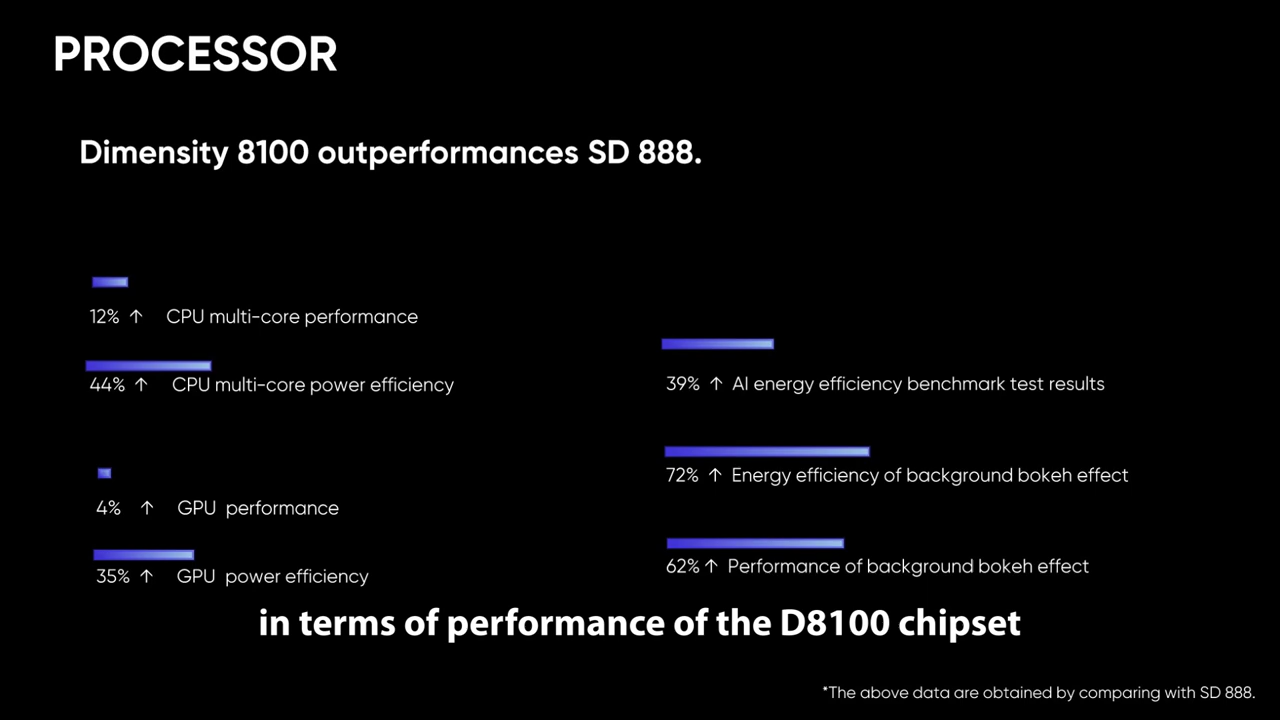 PROCESSOR
Dimensity 8100 outperformances SD 888.
12% ↑ CPU multi-core performance
44% ↑ CPU multi-core power efficiency
4% ↑ GPU performance
35% ↑ GPU power efficiency
39% ↑ AI energy efficiency benchmark test results
72% ↑ Energy efficiency of background bokeh effect
62% ↑ Performance of background bokeh effect
in terms of performance of the D8100 chipset
*The above data are obtained by comparing with SD 888.